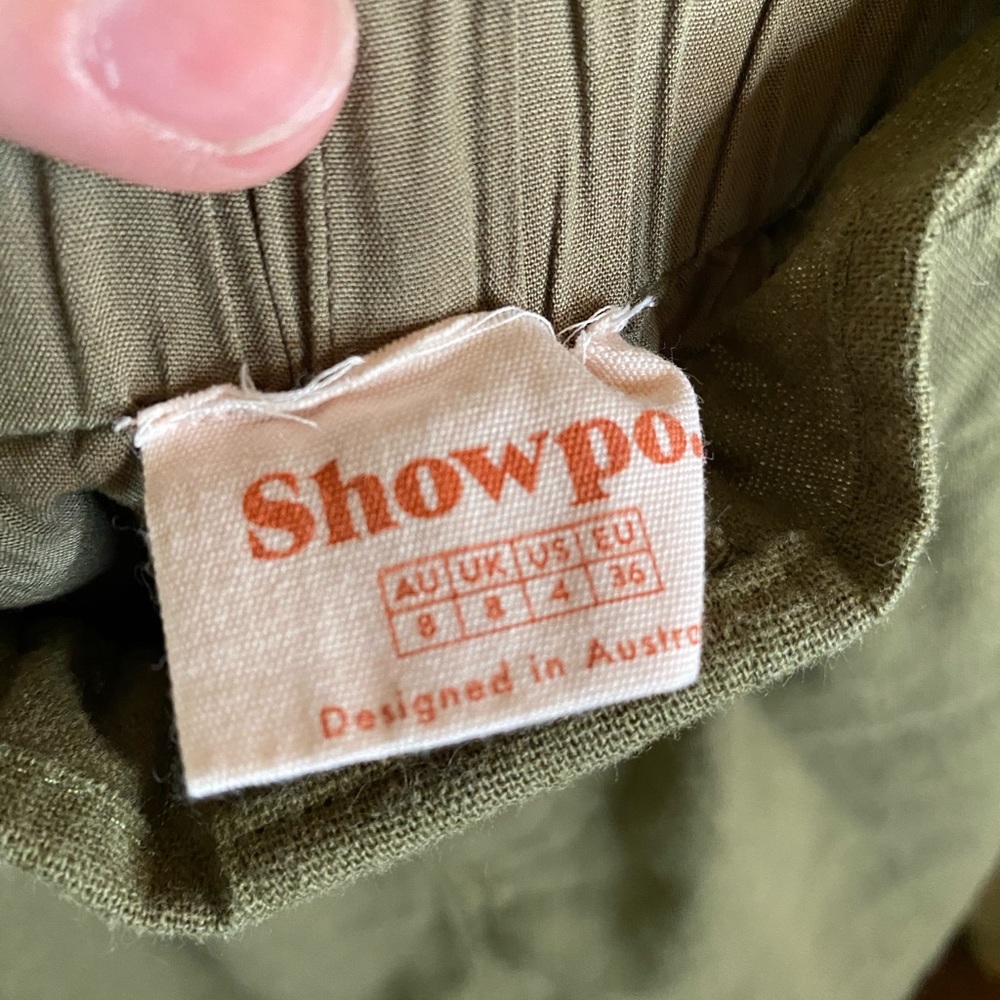 Showpo.
AU UK US EU
8 8 4 36
Designed in Austra